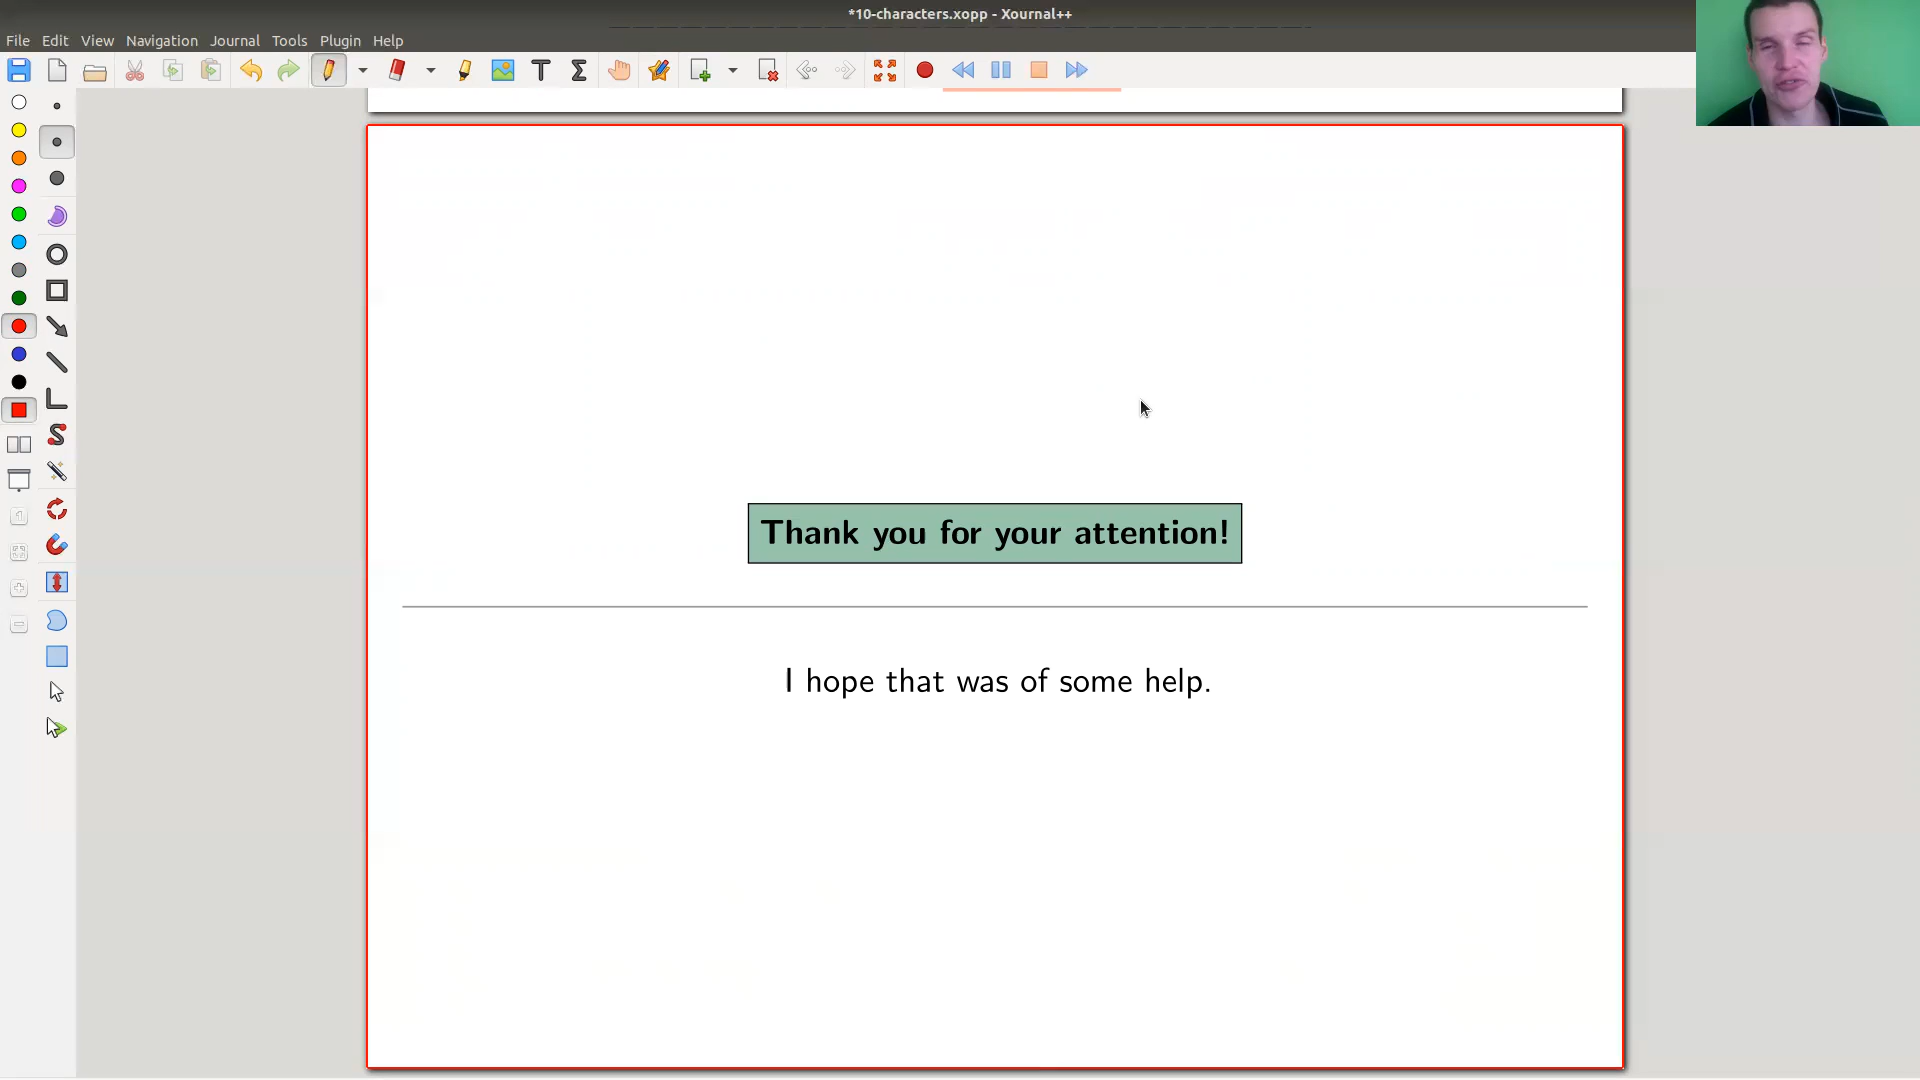 *10-characters.xopp - Xournal++
File Edit View Navigation Journal Tools Plugin Help
Thank you for your attention!
I hope that was of some help.